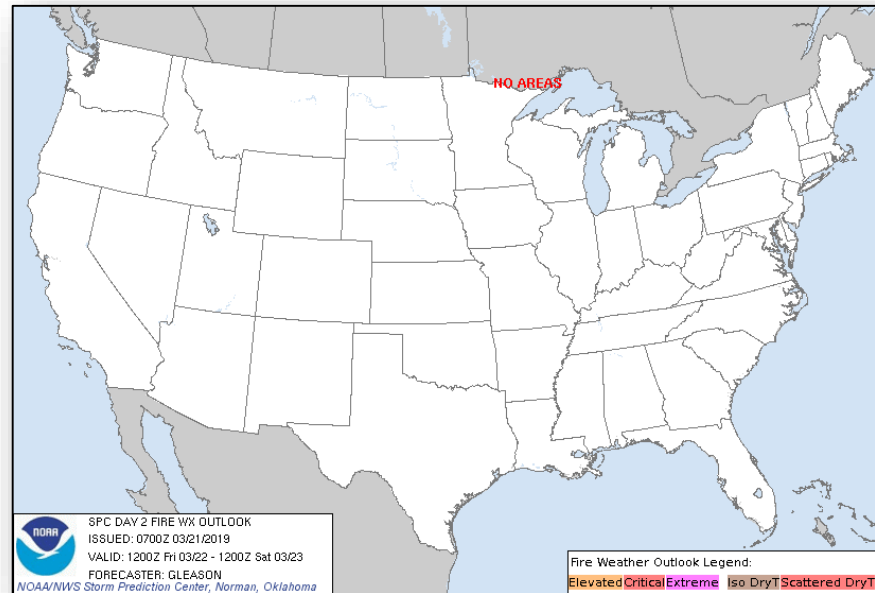 NO AREAS
NOAA
SPC DAY 2 FIRE WX OUTLOOK
ISSUED: 0700Z 03/21/2019
VALID: 1200Z Fri 03/22 - 1200Z Sat 03/23
FORECASTER: GLEASON
NOAA/NWS Storm Prediction Center, Norman, Oklahoma
Fire Weather Outlook Legend:
Elevated Critical Extreme Iso DryT Scattered DryT